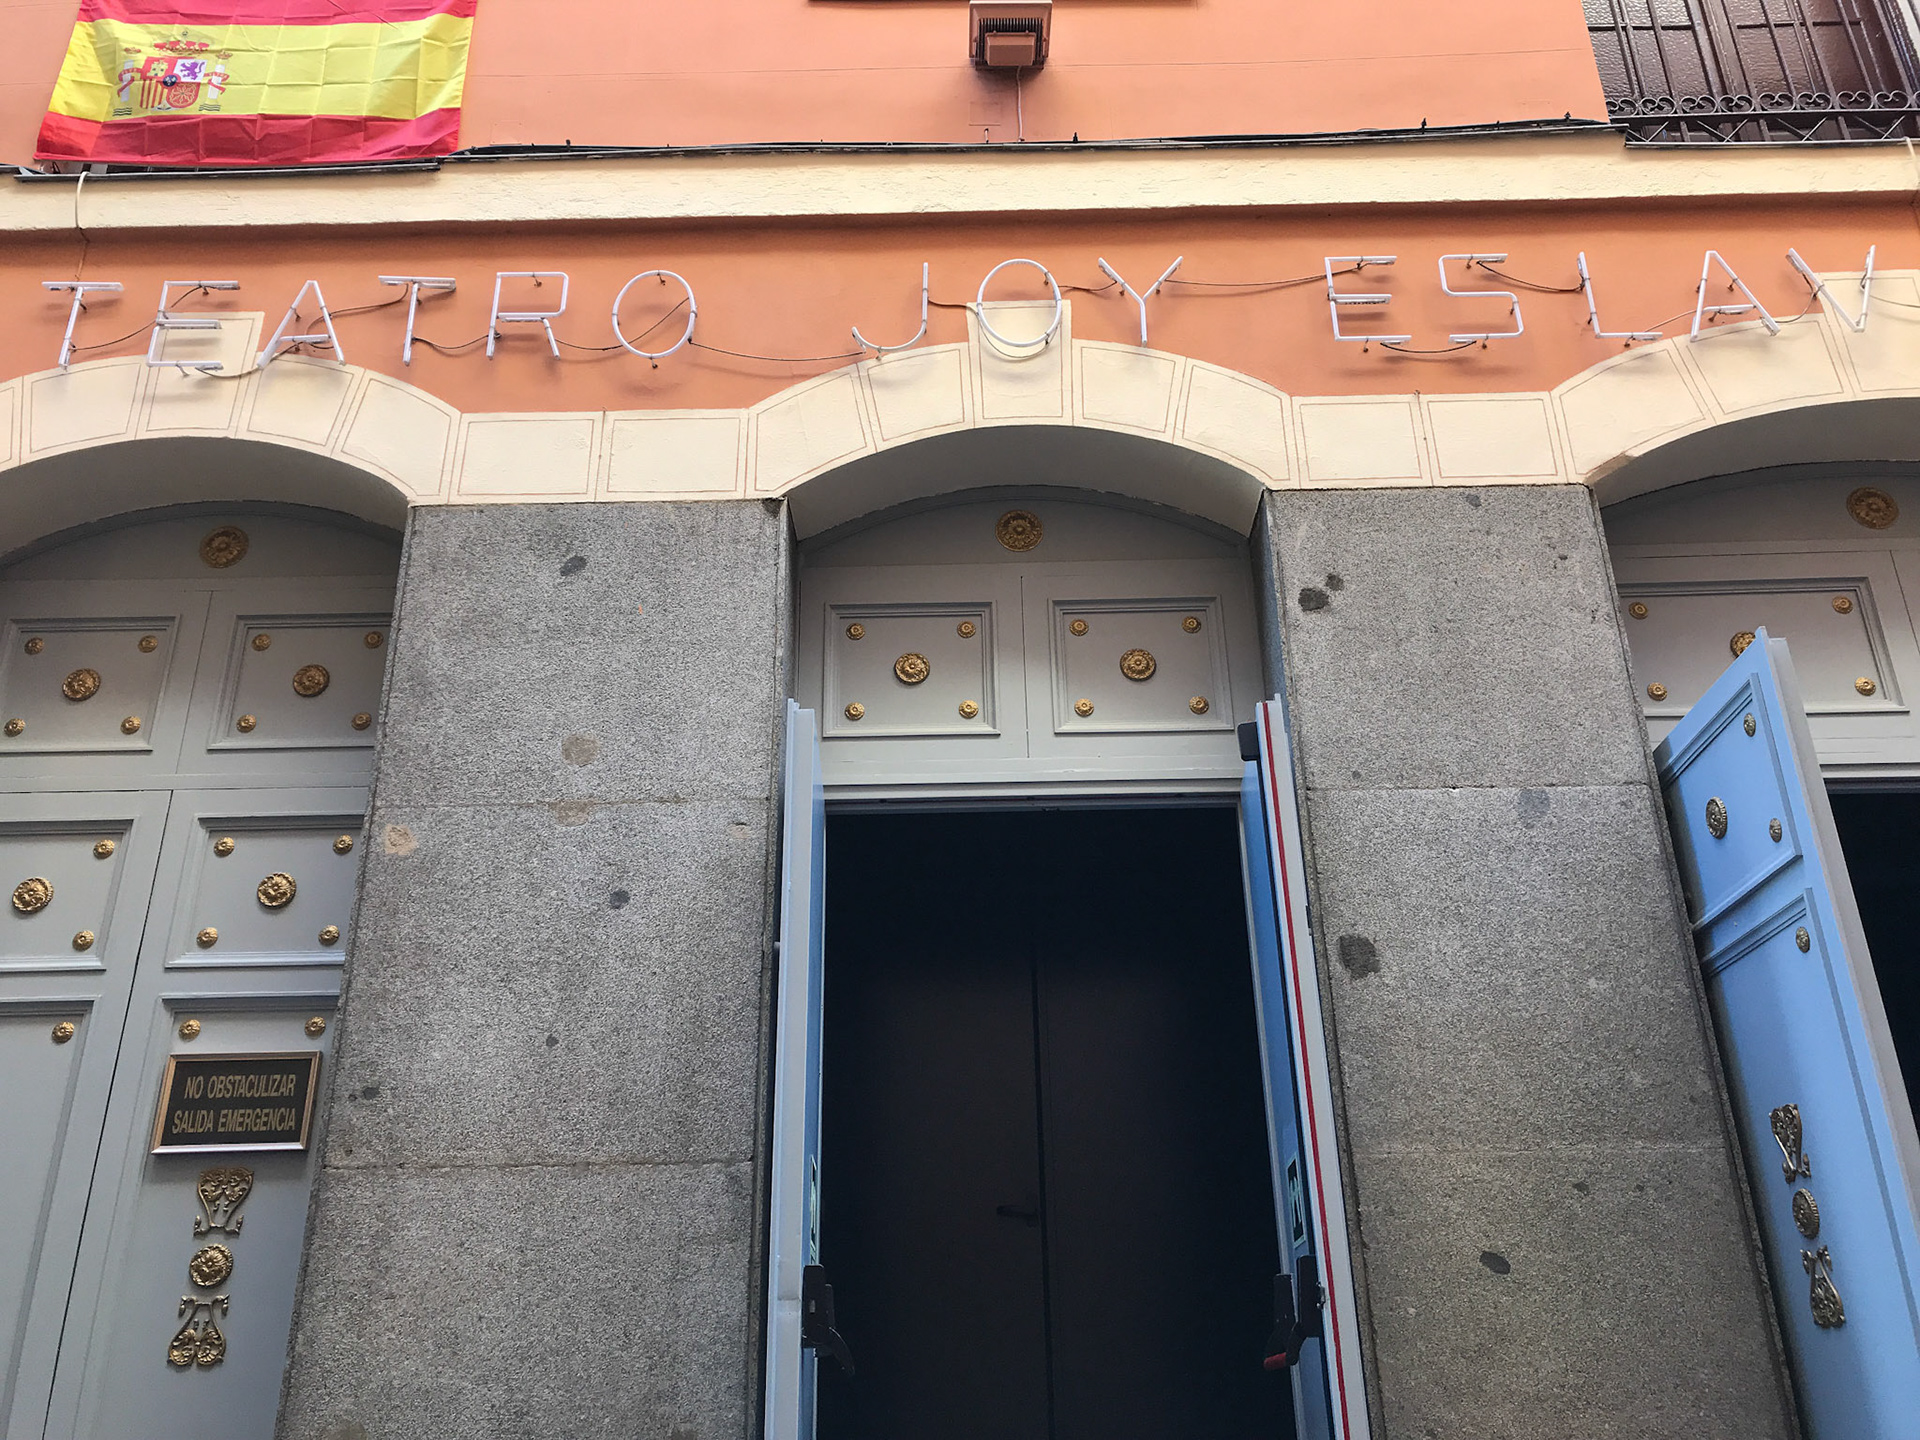 TEATRO JOY ESLAV
NO OBSTACULIZAR
SALIDA EMERGENCIA